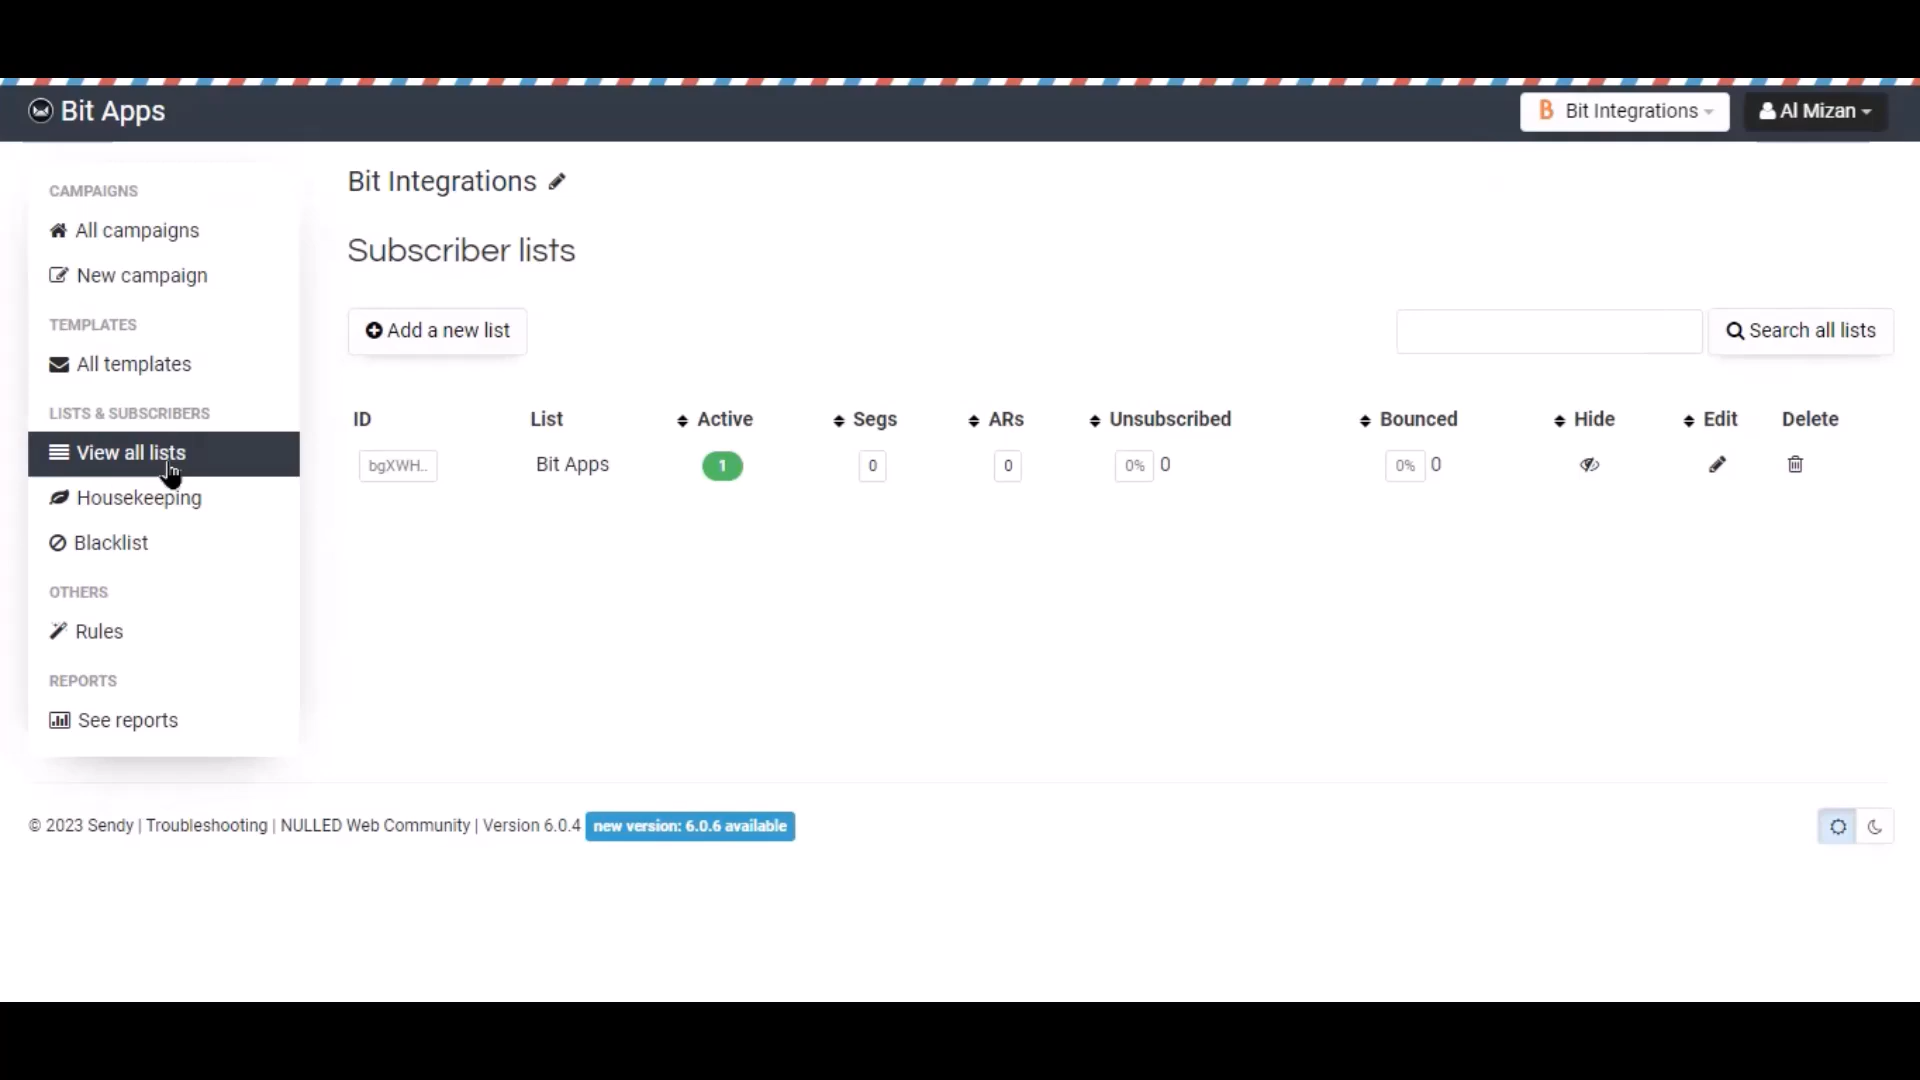 Bit Apps
B Bit Integrations
Al Mizan
CAMPAIGNS
All campaigns
New campaign
TEMPLATES
All templates
LISTS & SUBSCRIBERS
View all lists
Housekeeping
Blacklist
OTHERS
Rules
REPORTS
See reports
Bit Integrations
Subscriber lists
Add a new list
Search all lists
ID List Active Segs ARs Unsubscribed Bounced Hide Edit Delete
bgXWH.. Bit Apps 1 0 0 0% 0 0% 0
© 2023 Sendy | Troubleshooting | NULLED Web Community | Version 6.0.4 new version: 6.0.6 available